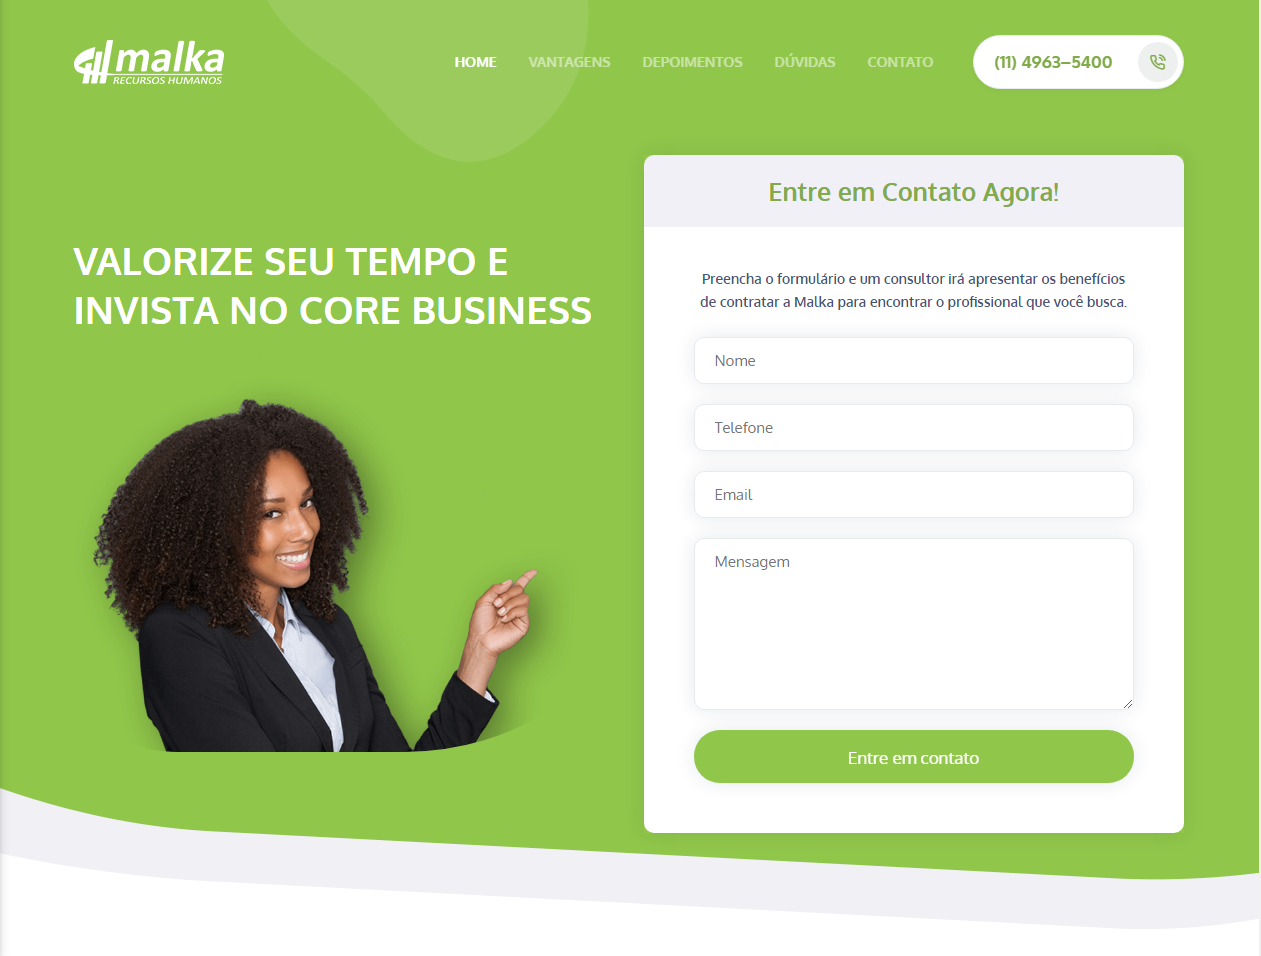 malka
RECURSOS HUMANOS
HOME
VANTAGENS
DEPOIMENTOS
DÚVIDAS
CONTATO
(11) 4963–5400
VALORIZE SEU TEMPO E
INVISTA NO CORE BUSINESS
Entre em Contato Agora!
Preencha o formulário e um consultor irá apresentar os benefícios
de contratar a Malka para encontrar o profissional que você busca.
Nome
Telefone
Email
Mensagem
Entre em contato